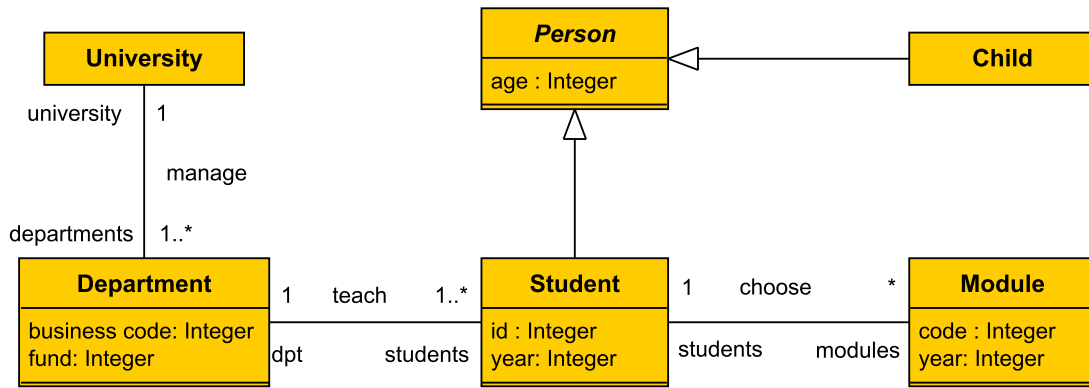 University
Person
age : Integer
Child
university 1
manage
departments 1..*
Department
business code: Integer
fund: Integer
1 teach 1..*
dpt students
Student
id : Integer
year: Integer
1 choose *
students modules
Module
code : Integer
year: Integer